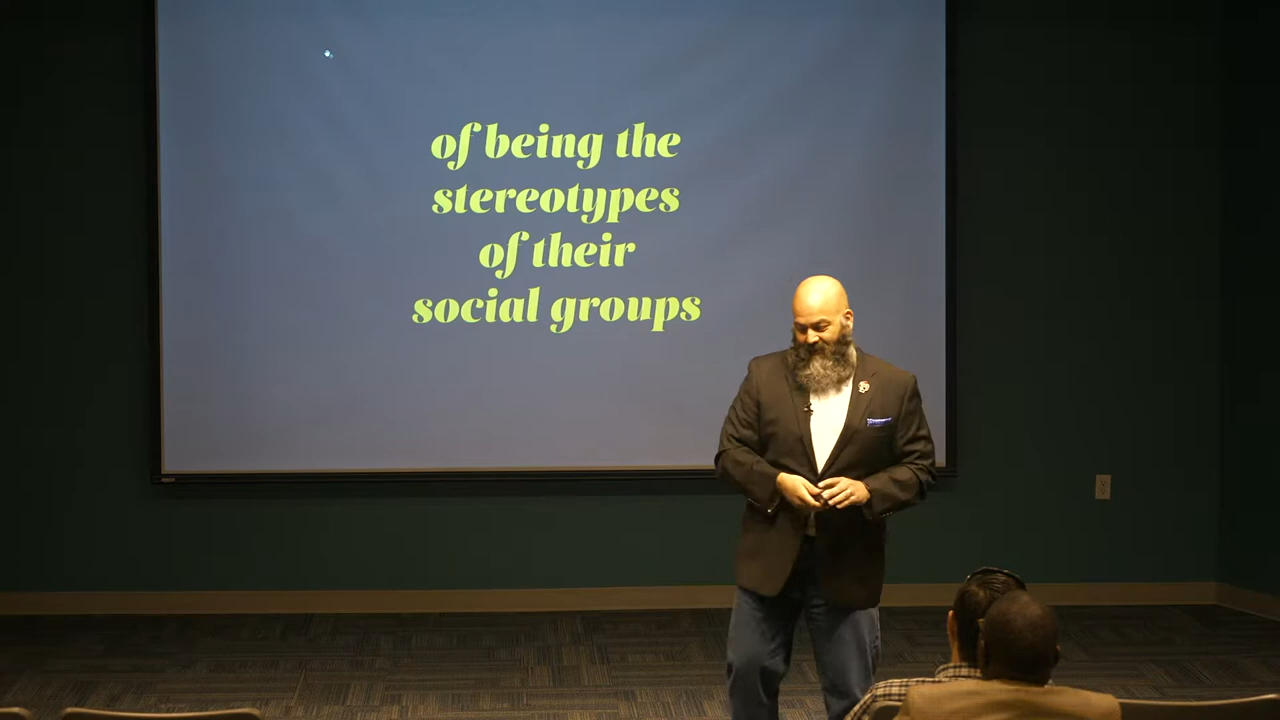 of being the
stereotypes
of their
social groups